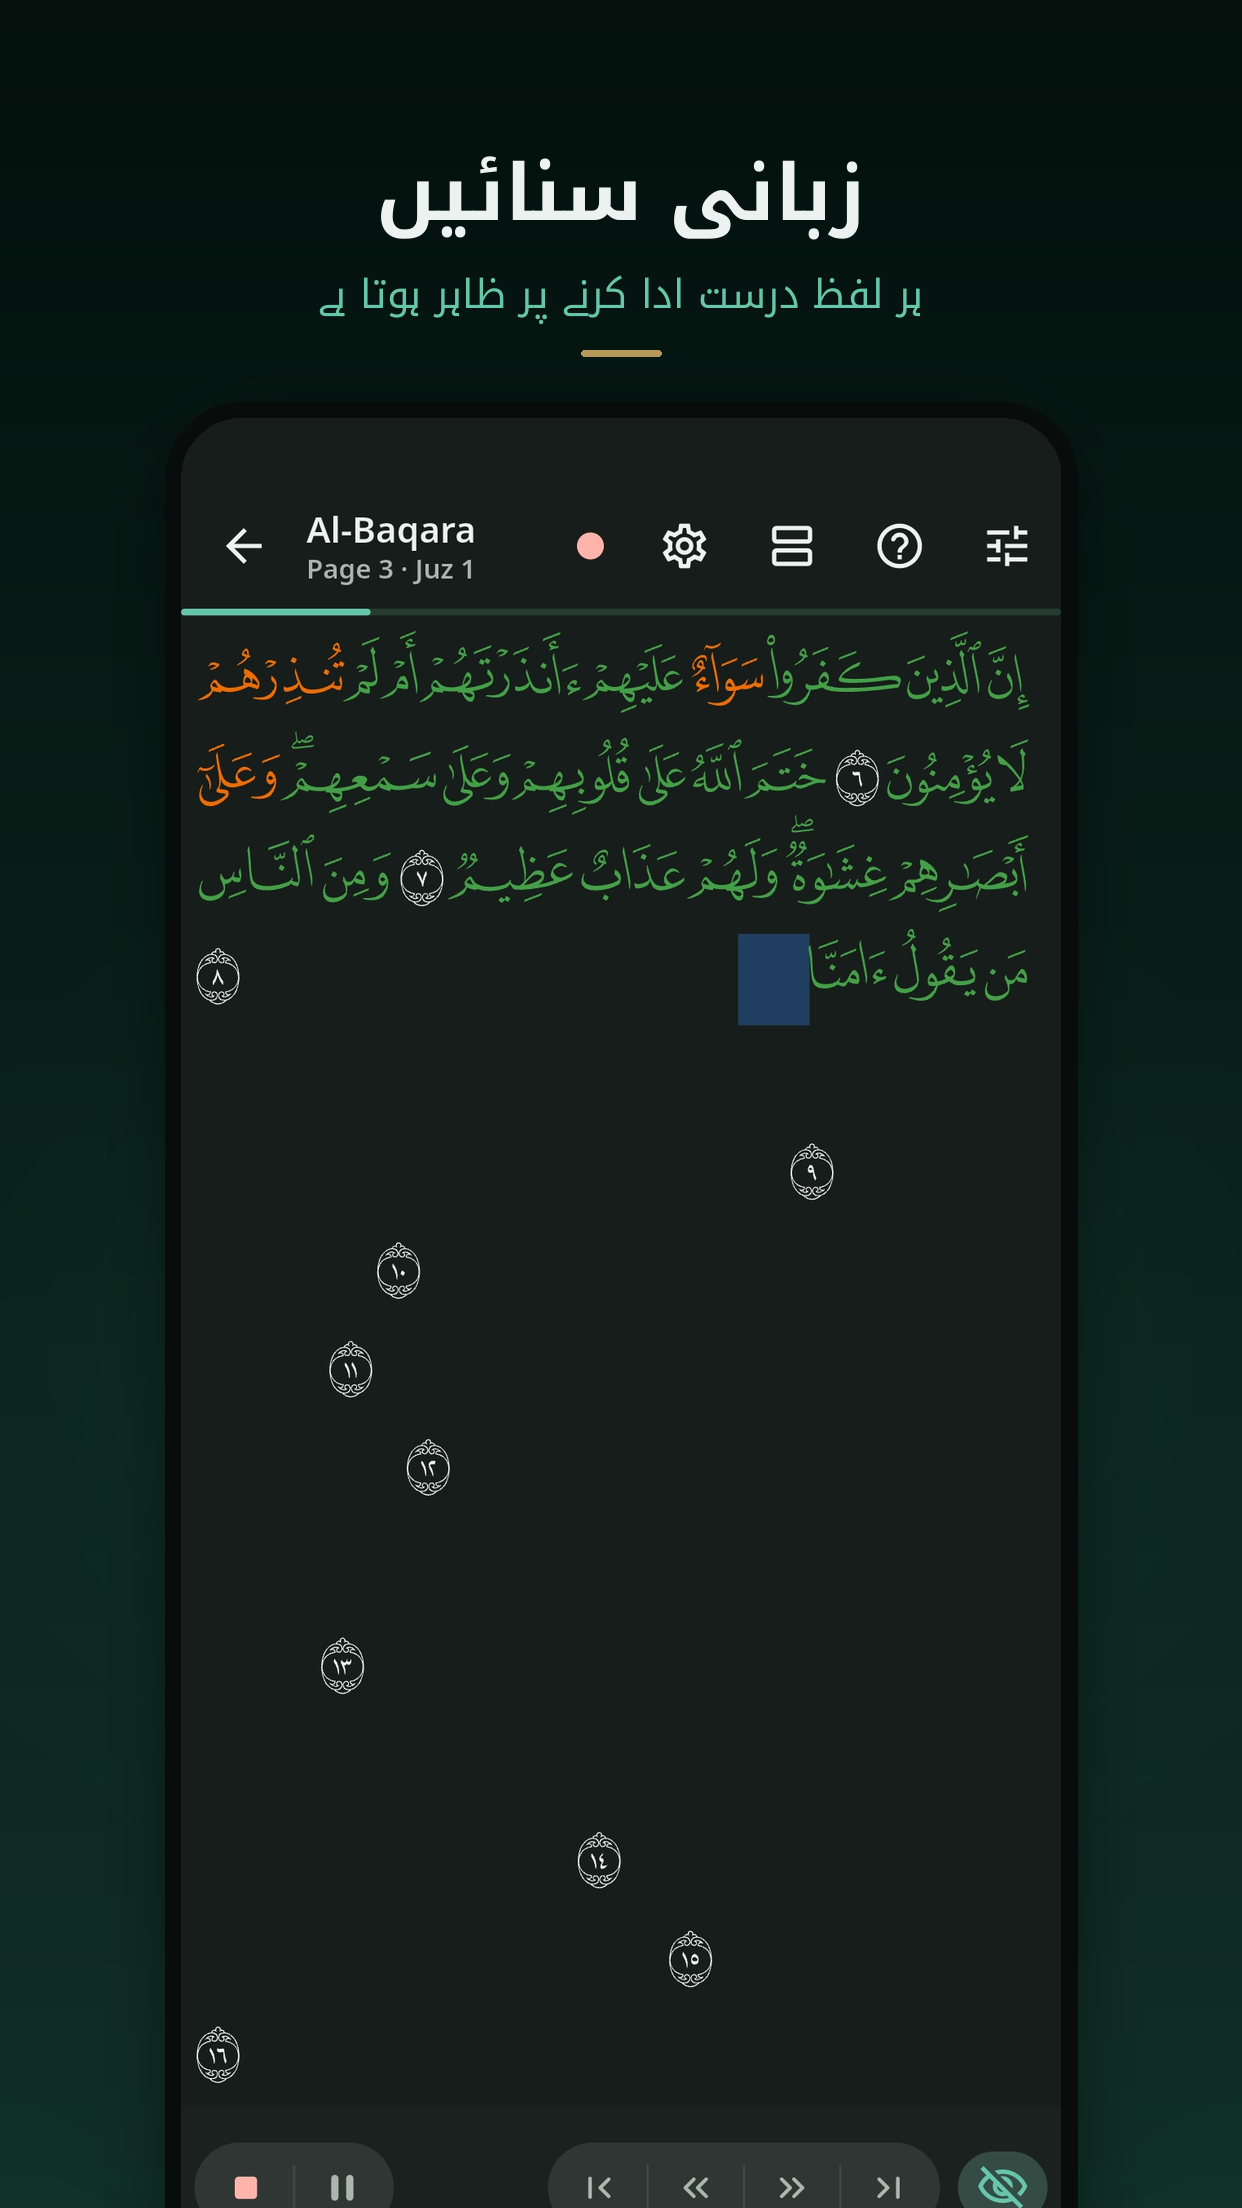 زبانی سنائیں
ہر لفظ درست ادا کرنے پر ظاہر ہوتا ہے
Al-Baqara
Page 3 · Juz 1
إِنَّ ٱلَّذِينَ كَفَرُوا۟ سَوَآءٌ عَلَيْهِمْ ءَأَنذَرْتَهُمْ أَمْ لَمْ تُنذِرْهُمْ
لَا يُؤْمِنُونَ ٦ خَتَمَ ٱللَّهُ عَلَىٰ قُلُوبِهِمْ وَعَلَىٰ سَمْعِهِمْ ۖ وَعَلَىٰٓ
أَبْصَـٰرِهِمْ غِشَـٰوَةٌ ۖ وَلَهُمْ عَذَابٌ عَظِيمٌ ٧ وَمِنَ ٱلنَّاسِ
مَن يَقُولُ ءَامَنَّا ٨
٩
١٠
١١
١٢
١٣
١٤
١٥
١٦